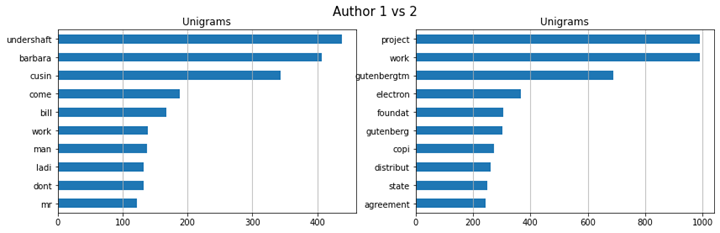 Author 1 vs 2
Unigrams
undershaft
barbara
cusin
come
bill
work
man
ladi
dont
mr
0 100 200 300 400
Unigrams
project
work
gutenbergtm
electron
foundat
gutenberg
copi
distribut
state
agreement
0 200 400 600 800 1000